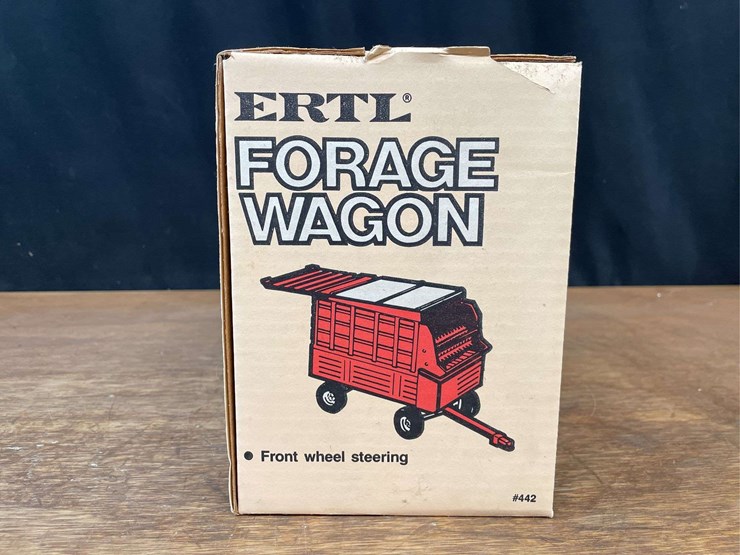 ERTL®
FORAGE
WAGON
• Front wheel steering
#442